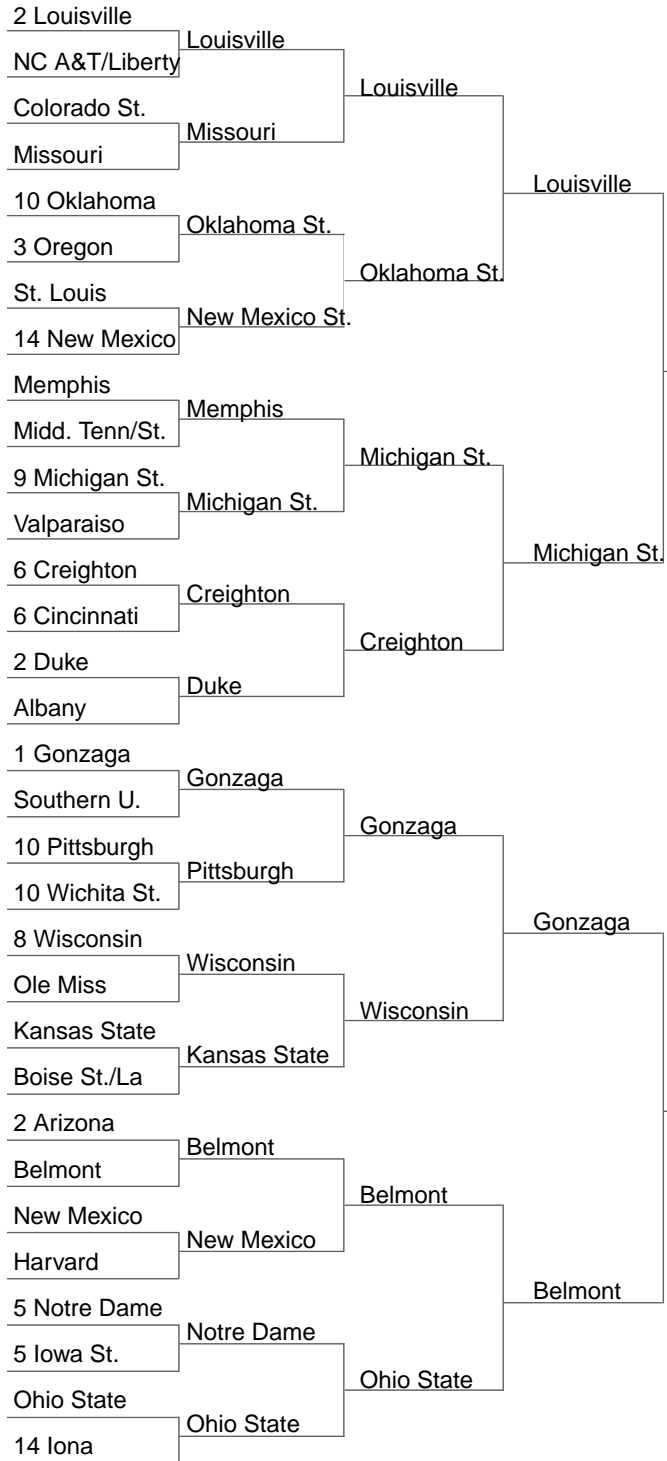 2 Louisville
NC A&T/Liberty
Colorado St.
Missouri
10 Oklahoma
3 Oregon
St. Louis
14 New Mexico
Memphis
Midd. Tenn/St.
9 Michigan St.
Valparaiso
6 Creighton
6 Cincinnati
2 Duke
Albany
1 Gonzaga
Southern U.
10 Pittsburgh
10 Wichita St.
8 Wisconsin
Ole Miss
Kansas State
Boise St./La
2 Arizona
Belmont
New Mexico
Harvard
5 Notre Dame
5 Iowa St.
Ohio State
14 Iona
Louisville
Missouri
Oklahoma St.
New Mexico St.
Memphis
Michigan St.
Creighton
Duke
Gonzaga
Pittsburgh
Wisconsin
Kansas State
Belmont
New Mexico
Notre Dame
Ohio State
Louisville
Oklahoma St.
Michigan St.
Creighton
Gonzaga
Wisconsin
Belmont
Ohio State
Louisville
Michigan St.
Gonzaga
Belmont